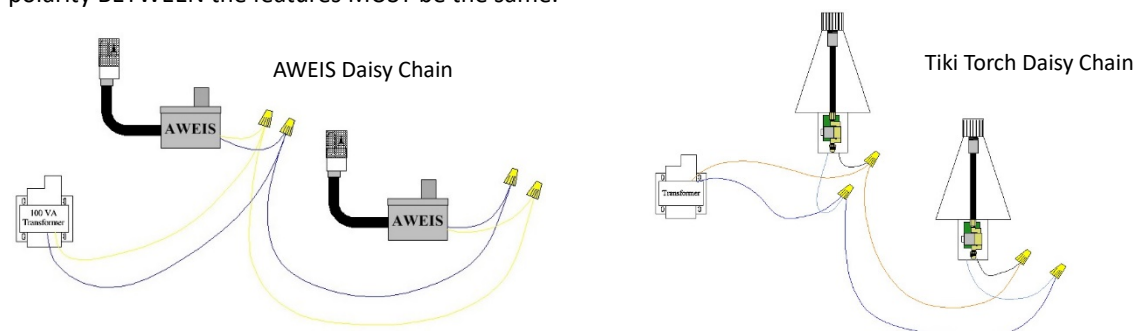 polarity BETWEEN the features MUST be the same.
AWEIS Daisy Chain
Tiki Torch Daisy Chain
AWEIS
100 VA
Transformer
AWEIS
Transformer